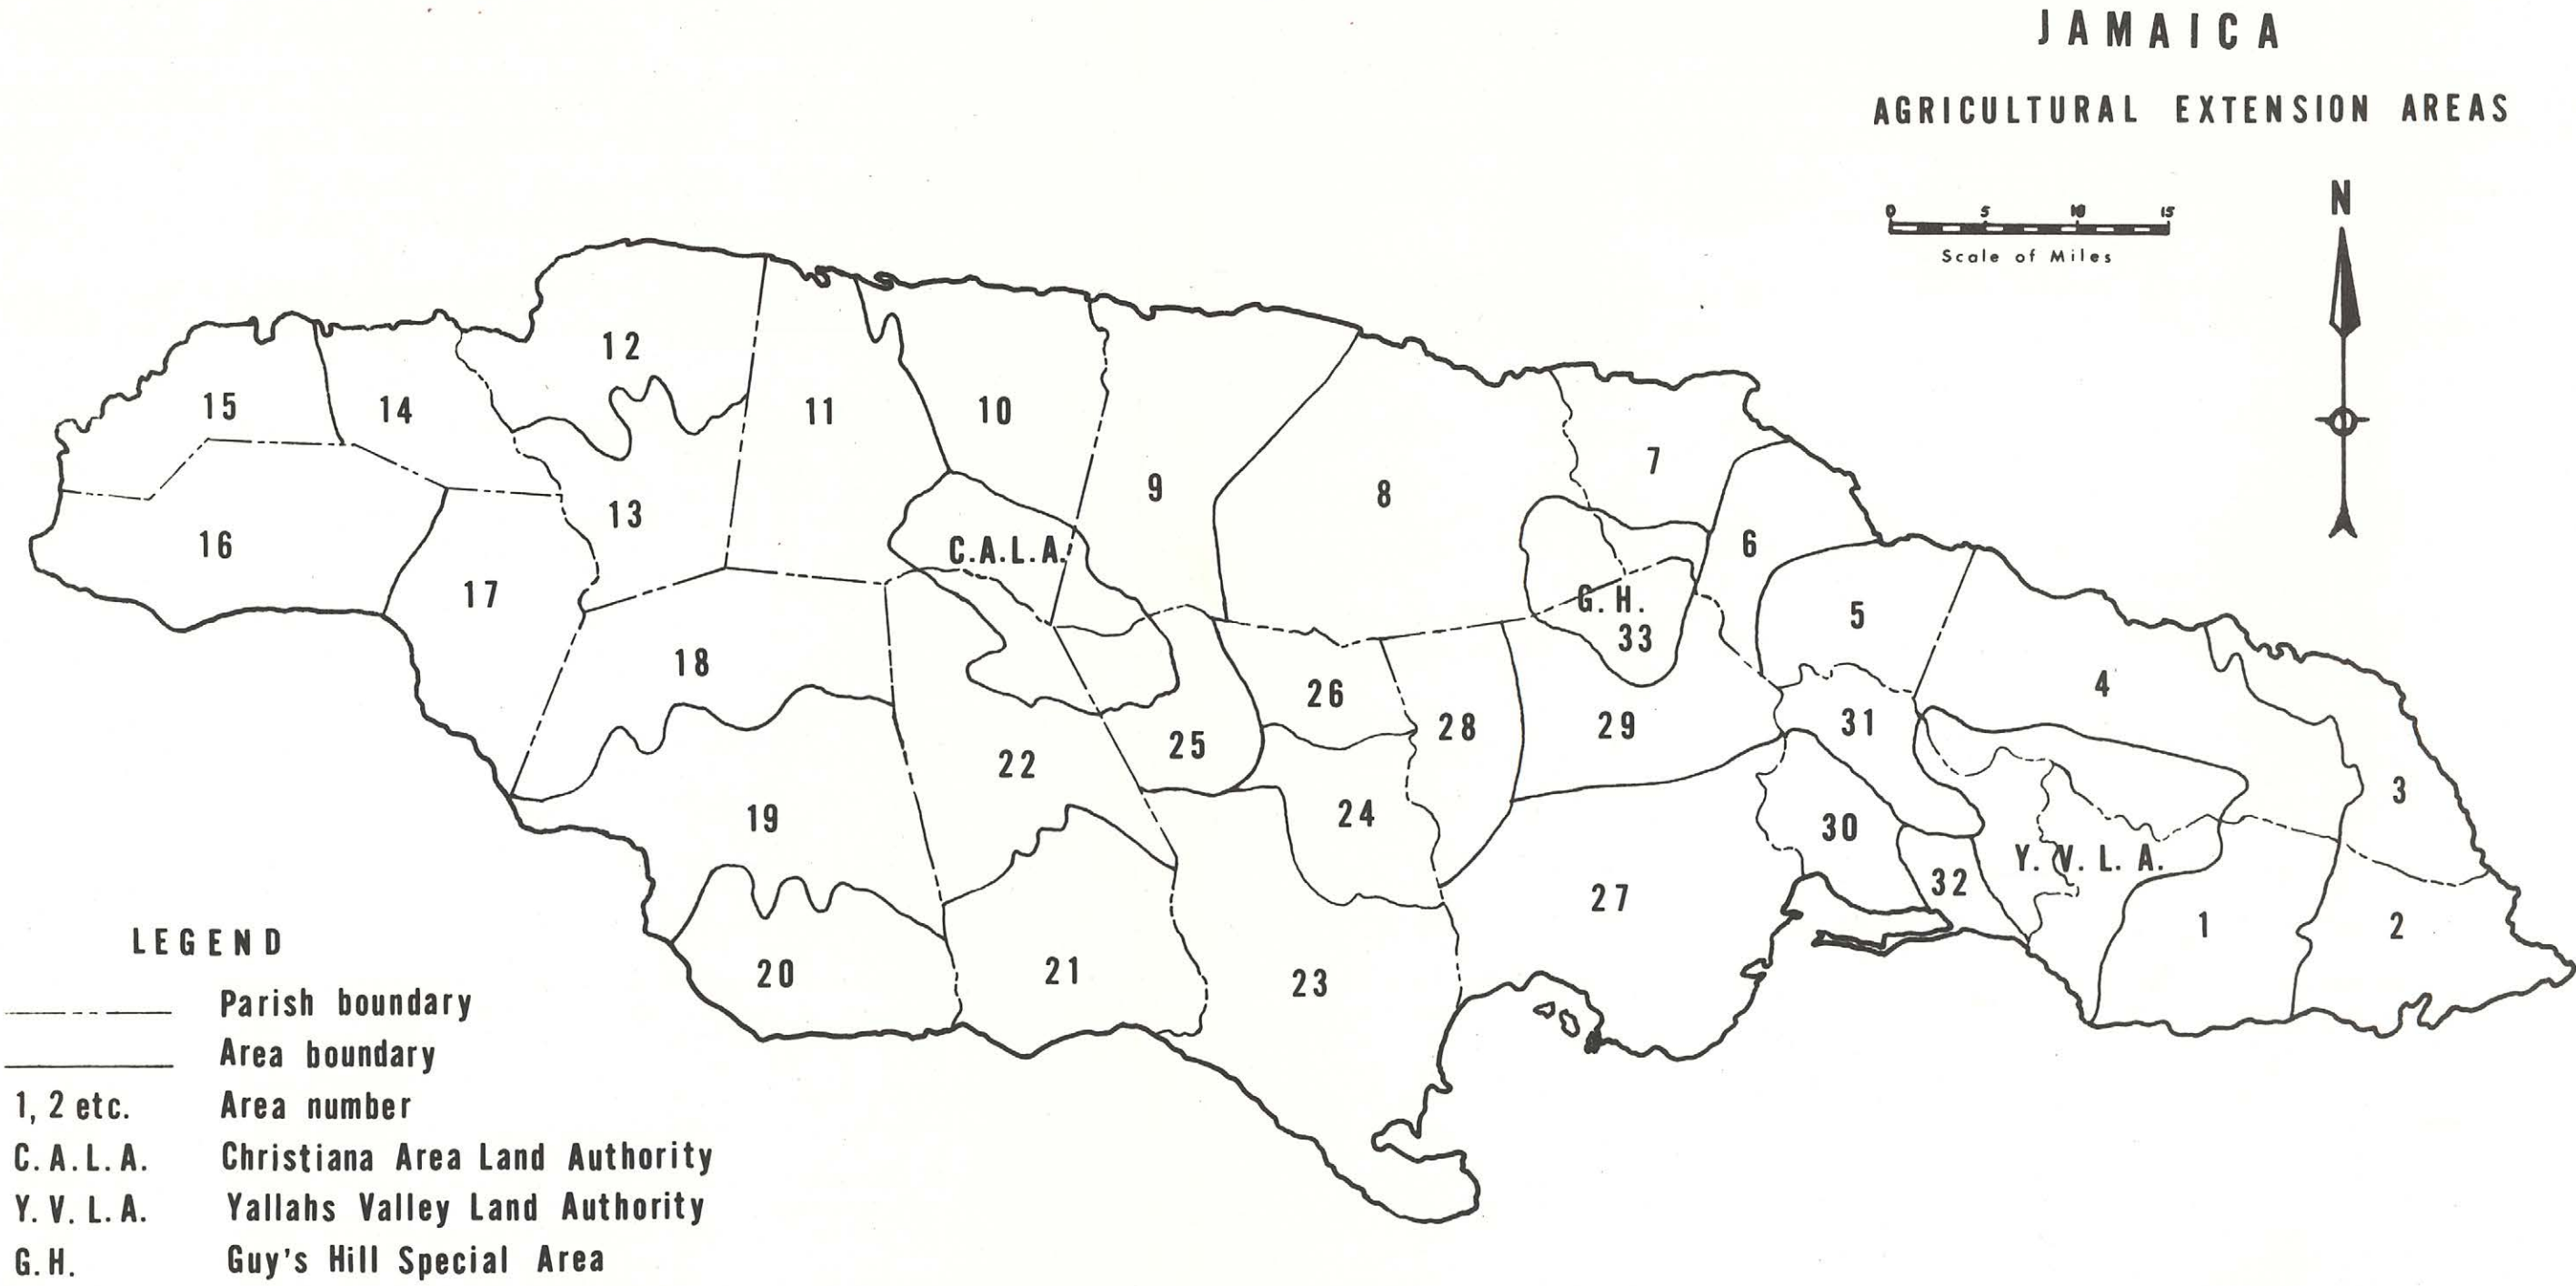 JAMAICA
AGRICULTURAL EXTENSION AREAS
0 5 10 15
Scale of Miles
N
12
15
14
11
10
9
8
7
16
13
17
C.A.L.A.
6
G. H.
33
5
18
26
28
29
31
4
22
25
19
24
30
3
Y. V. L. A.
32
27
1
2
20
21
23
LEGEND
Parish boundary
Area boundary
1, 2 etc. Area number
C. A. L. A. Christiana Area Land Authority
Y. V. L. A. Yallahs Valley Land Authority
G. H. Guy's Hill Special Area